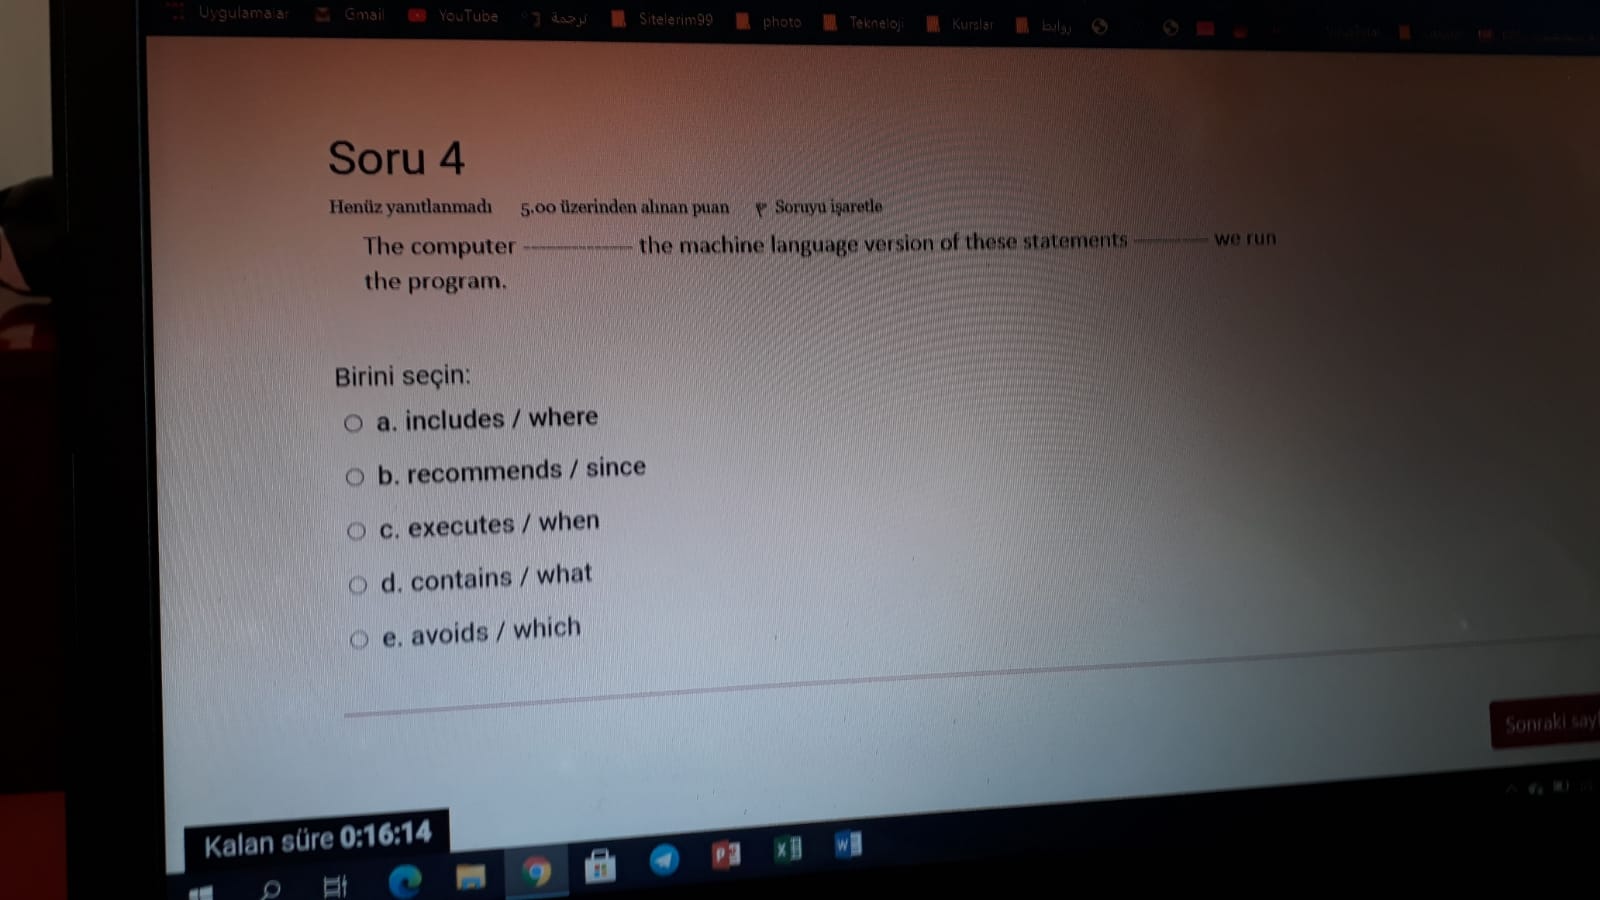 Uygulamalar Gmail YouTube ترجمة Sitelerim99 photo Tekneloji Kurslar روابط
Soru 4
Henüz yanıtlanmadı 5.00 üzerinden alınan puan Soruyu işaretle
The computer ---------------- the machine language version of these statements ----------- we run
the program.
Birini seçin:
a. includes / where
b. recommends / since
c. executes / when
d. contains / what
e. avoids / which
Sonraki say
Kalan süre 0:16:14